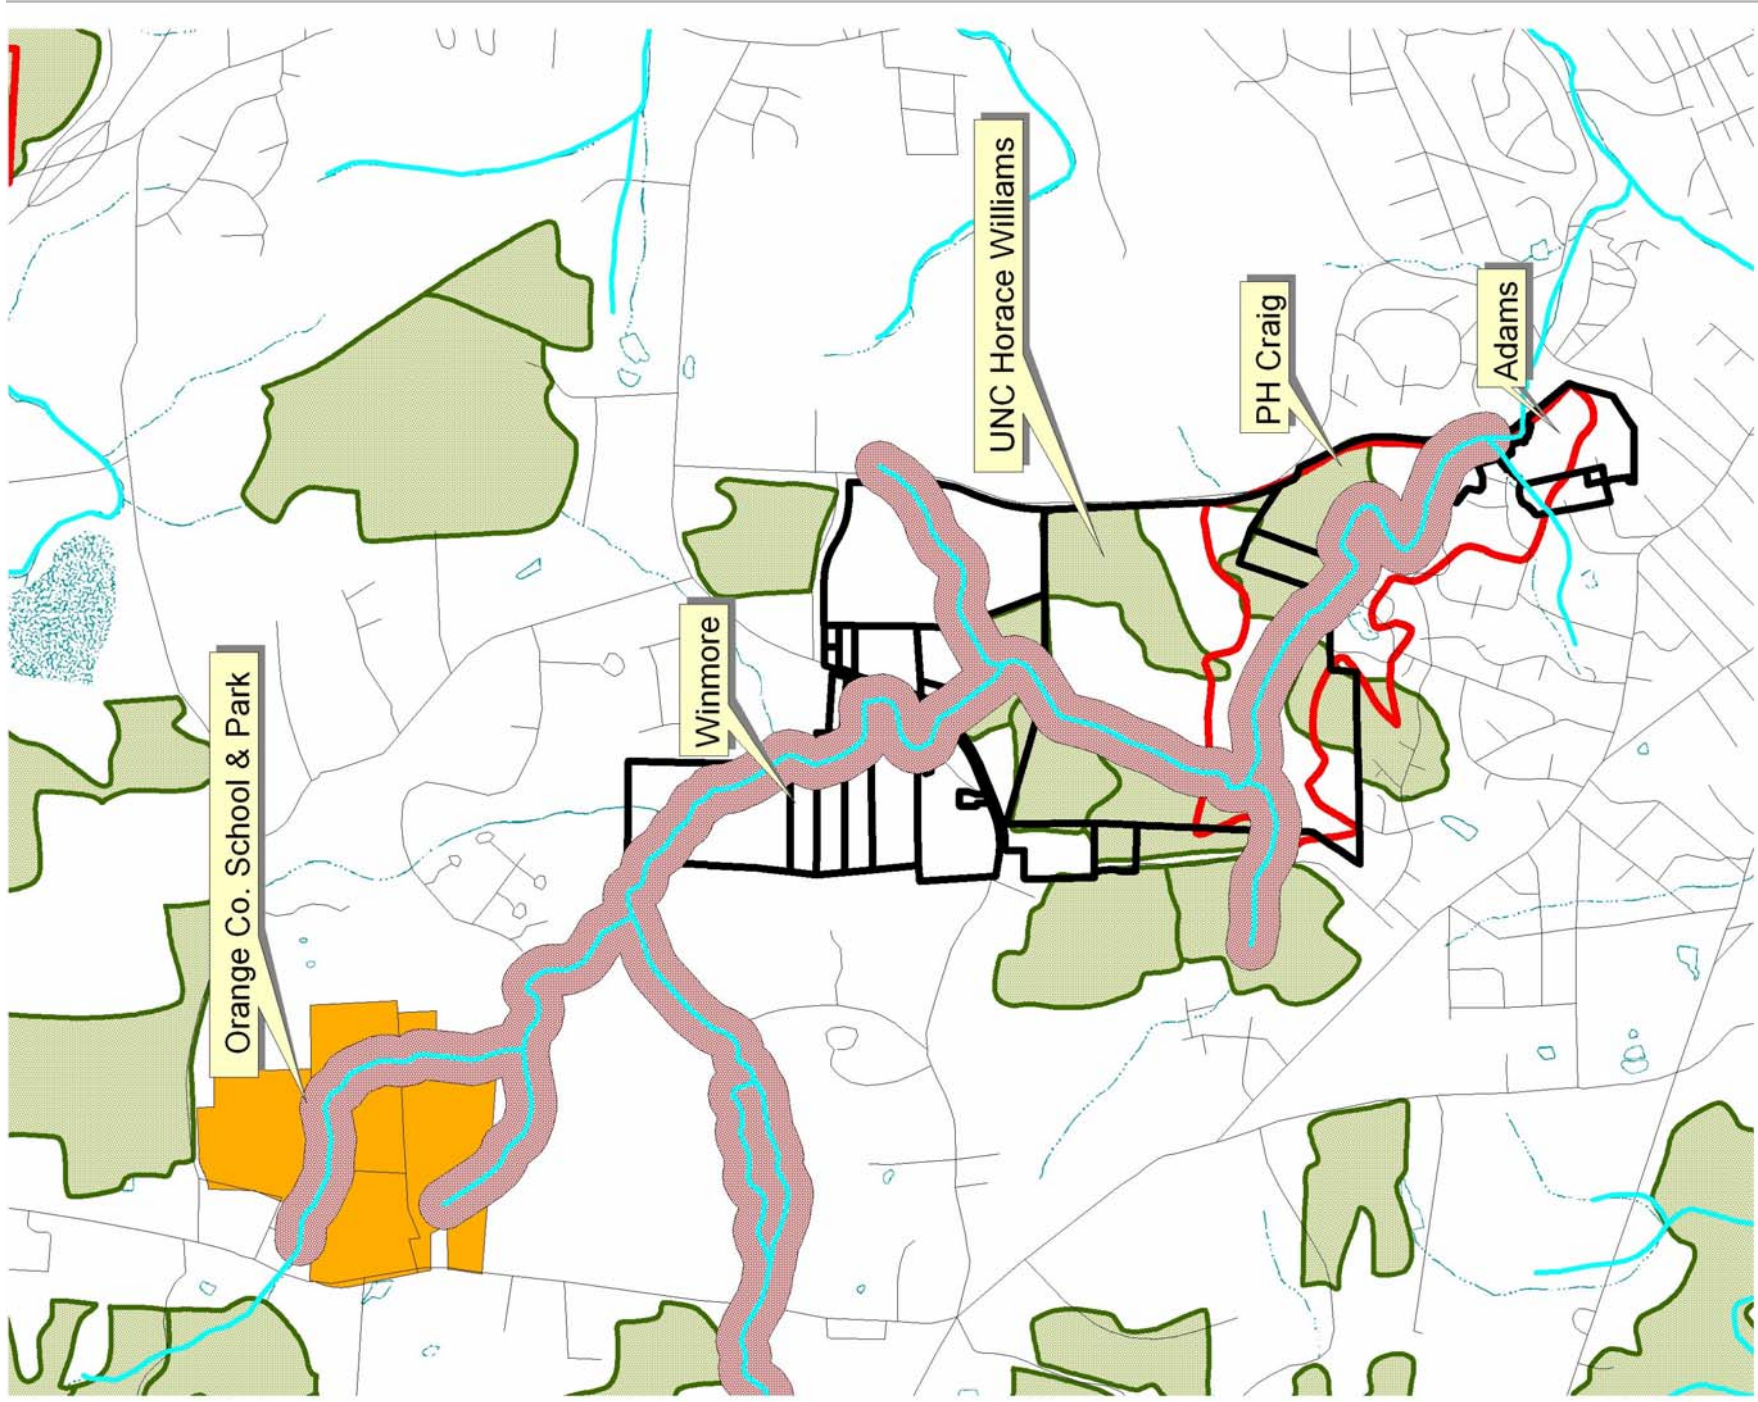 Orange Co. School & Park
Winmore
UNC Horace Williams
PH Craig
Adams